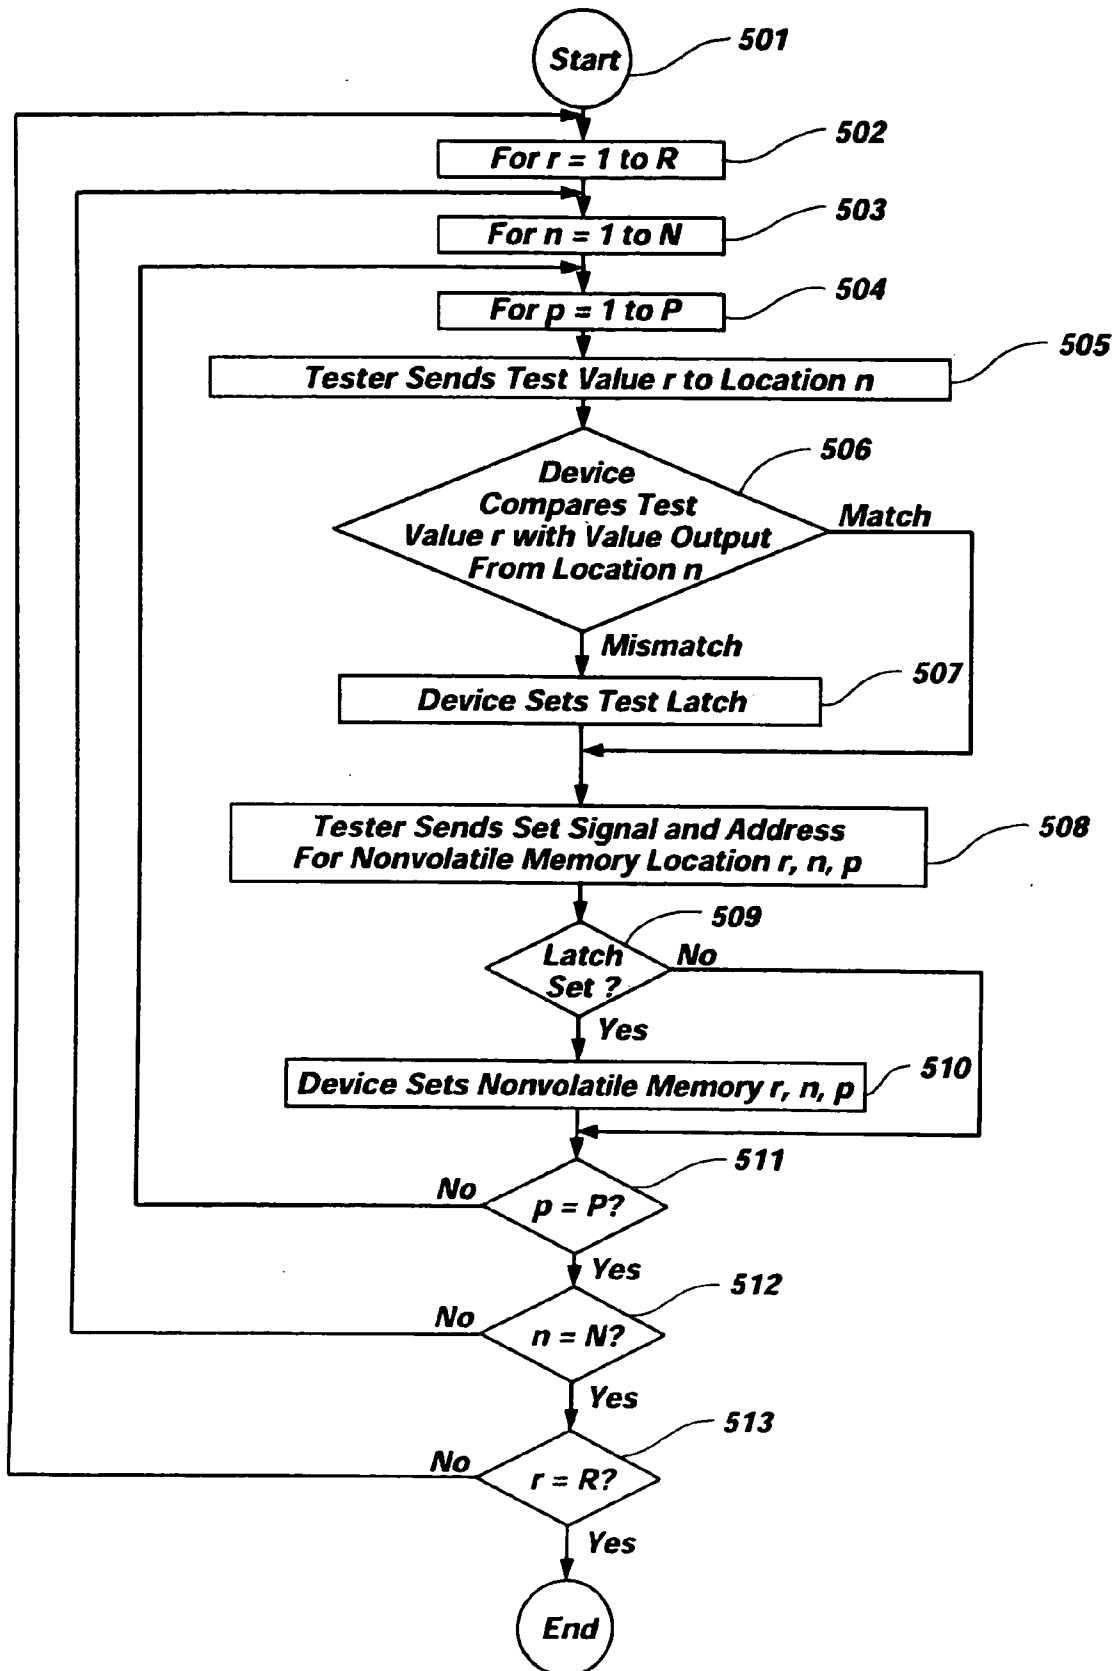 Start
501
For r = 1 to R
502
For n = 1 to N
503
For p = 1 to P
504
Tester Sends Test Value r to Location n
505
Device
Compares Test
Value r with Value Output
From Location n
506
Match
Mismatch
Device Sets Test Latch
507
Tester Sends Set Signal and Address
For Nonvolatile Memory Location r, n, p
508
Latch
Set ?
509
No
Yes
Device Sets Nonvolatile Memory r, n, p
510
p = P?
511
No
Yes
n = N?
512
No
Yes
r = R?
513
No
Yes
End